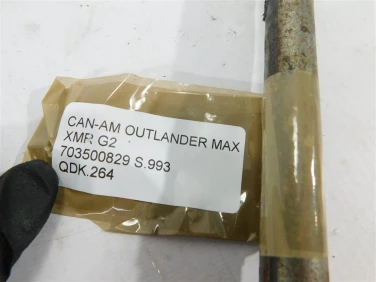 CAN-AM OUTLANDER MAX
XMR G2
703500829 S.993
QDK.264